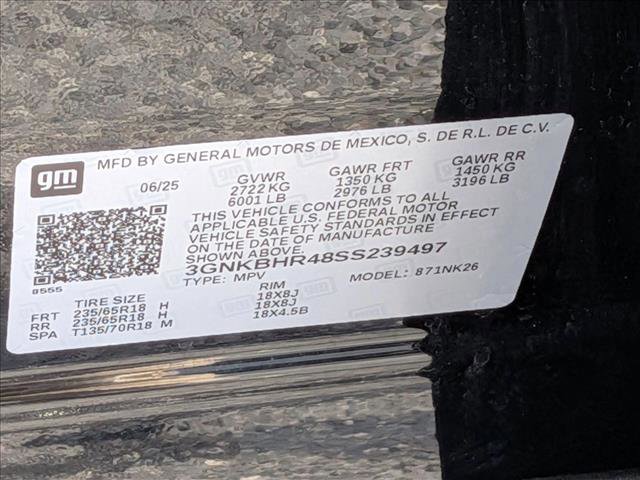 gm
MFD BY GENERAL MOTORS DE MEXICO, S. DE R.L. DE C.V.
06/25 GVWR GAWR FRT GAWR RR
2722 KG 1350 KG 1450 KG
6001 LB 2976 LB 3196 LB
THIS VEHICLE CONFORMS TO ALL
APPLICABLE U.S. FEDERAL MOTOR
VEHICLE SAFETY STANDARDS IN EFFECT
ON THE DATE OF MANUFACTURE
SHOWN ABOVE.
3GNKBHR48SS239497
TYPE: MPV MODEL: 871NK26
8555
TIRE SIZE RIM
FRT 235/65R18 H 18X8J
RR 235/65R18 H 18X8J
SPA T135/70R18 M 18X4.5B